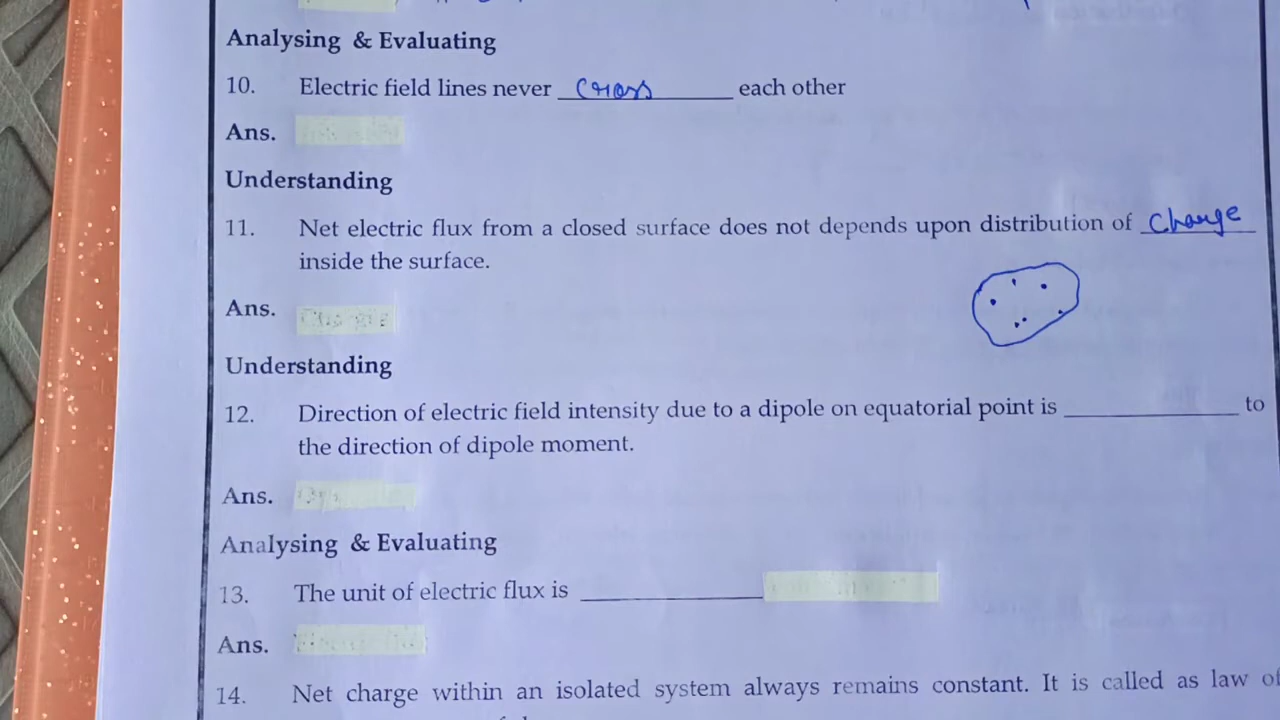 Analysing & Evaluating
10. Electric field lines never cross each other
Ans.
Understanding
11. Net electric flux from a closed surface does not depends upon distribution of Charge
inside the surface.
Ans.
Understanding
12. Direction of electric field intensity due to a dipole on equatorial point is ____________ to
the direction of dipole moment.
Ans.
Analysing & Evaluating
13. The unit of electric flux is ____________
Ans.
14. Net charge within an isolated system always remains constant. It is called as law of